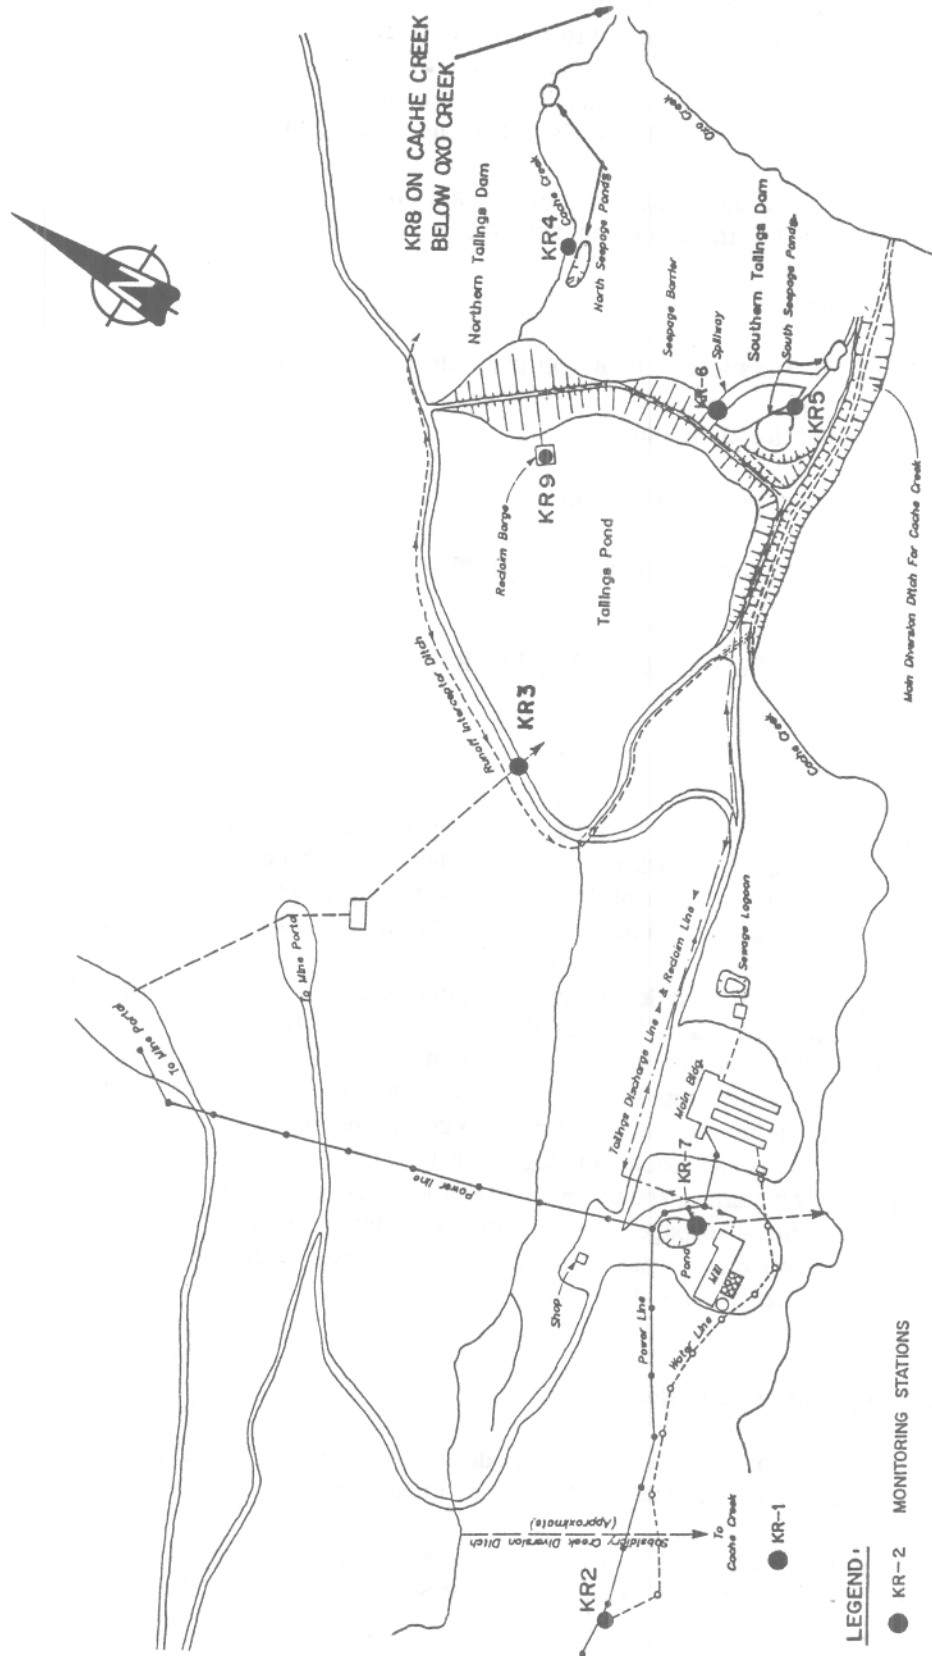 KR8 ON CACHE CREEK
BELOW OXO CREEK
N
Oxo Creek
Northern Tailings Dam
Cache Creek
KR4
North Seepage Ponds
Seepage Barrier
Spillway
KR-6
Southern Tailings Dam
South Seepage Ponds
KR5
Main Diversion Ditch For Cache Creek
Reclaim Barge
KR9
Tailings Pond
Runoff Interceptor Ditch
KR3
Cache Creek
To Mine Portal
To Mine Portal
Power line
Tailings Discharge Line & Reclaim Line
Sewage Lagoon
Main Bldg.
KR-7
Pond
Mill
Shop
Power Line
Water Line
Subsidiary Creek Diversion Ditch
(Approximate)
To
Cache Creek
KR2
KR-1
LEGEND:
KR-2 MONITORING STATIONS